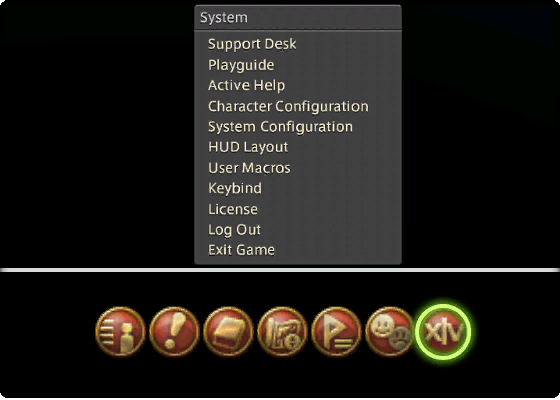 System
Support Desk
Playguide
Active Help
Character Configuration
System Configuration
HUD Layout
User Macros
Keybind
License
Log Out
Exit Game
XIV